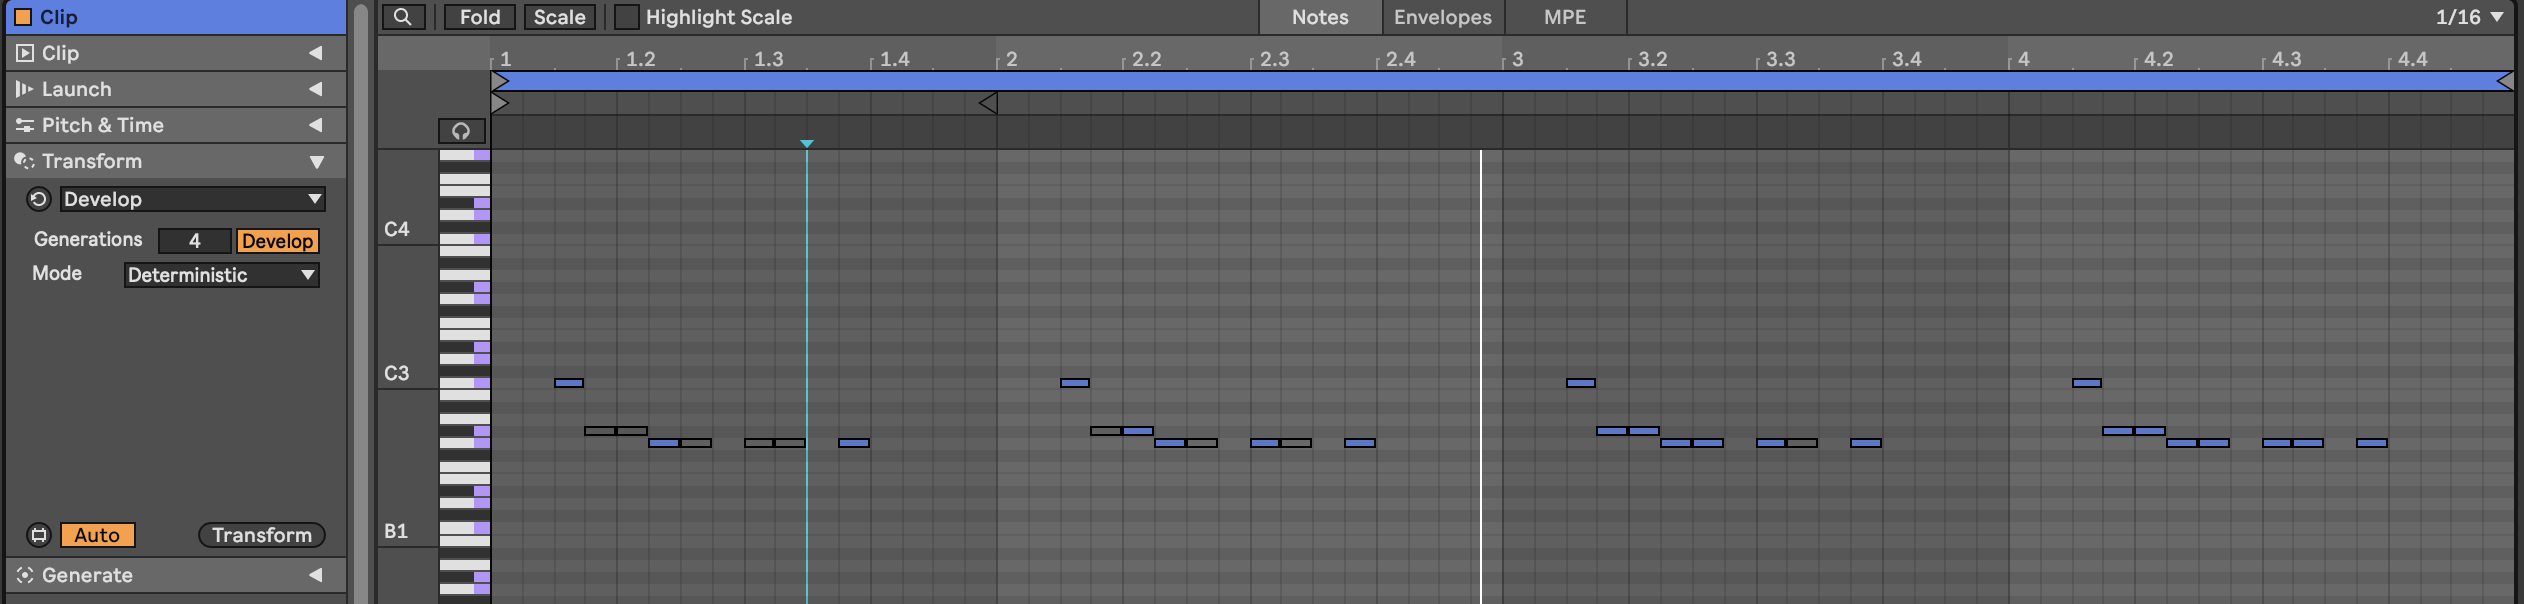 Clip
Fold Scale Highlight Scale Notes Envelopes MPE 1/16
Clip
1 1.2 1.3 1.4 2 2.2 2.3 2.4 3 3.2 3.3 3.4 4 4.2 4.3 4.4
Launch
Pitch & Time
Transform
Develop
Generations 4 Develop
Mode Deterministic
Auto Transform
Generate
C4
C3
B1